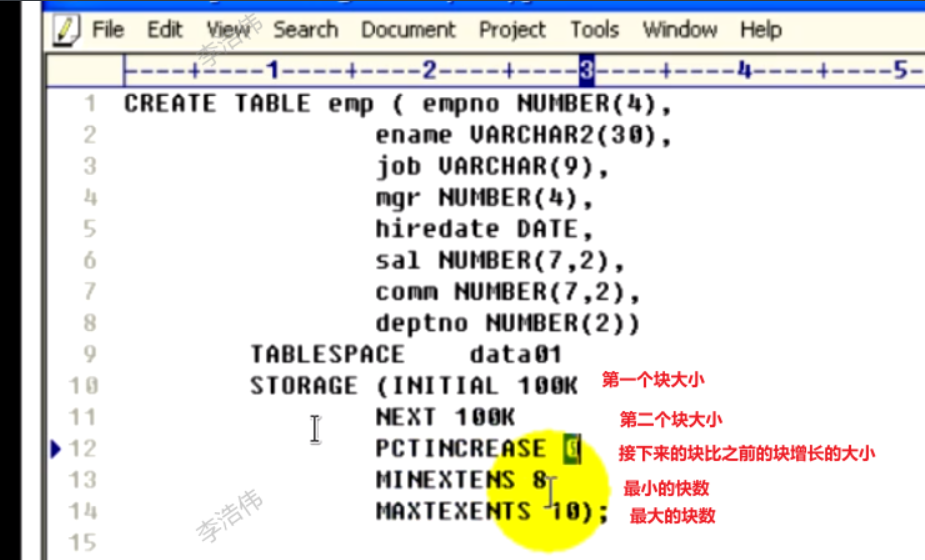 File Edit View Search Document Project Tools Window Help
----+----1----+----2----+----3----+----4----+----5-
1 CREATE TABLE emp ( empno NUMBER(4),
2 ename VARCHAR2(30),
3 job VARCHAR(9),
4 mgr NUMBER(4),
5 hiredate DATE,
6 sal NUMBER(7,2),
7 comm NUMBER(7,2),
8 deptno NUMBER(2))
9 TABLESPACE data01
10 STORAGE (INITIAL 100K 第一个块大小
11 NEXT 100K 第二个块大小
12 PCTINCREASE 0 接下来的块比之前的块增长的大小
13 MINEXTENS 8 最小的快数
14 MAXTEXENTS 10); 最大的块数
15
李浩伟
李浩伟